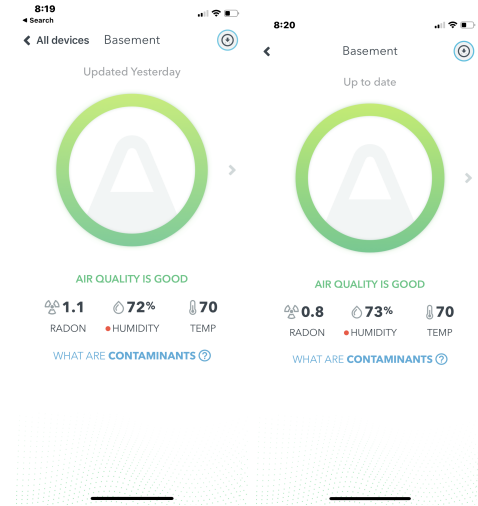 8:19
◂ Search
All devices Basement
Updated Yesterday
AIR QUALITY IS GOOD
1.1 72% 70
RADON HUMIDITY TEMP
WHAT ARE CONTAMINANTS ?
8:20
Basement
Up to date
AIR QUALITY IS GOOD
0.8 73% 70
RADON HUMIDITY TEMP
WHAT ARE CONTAMINANTS ?